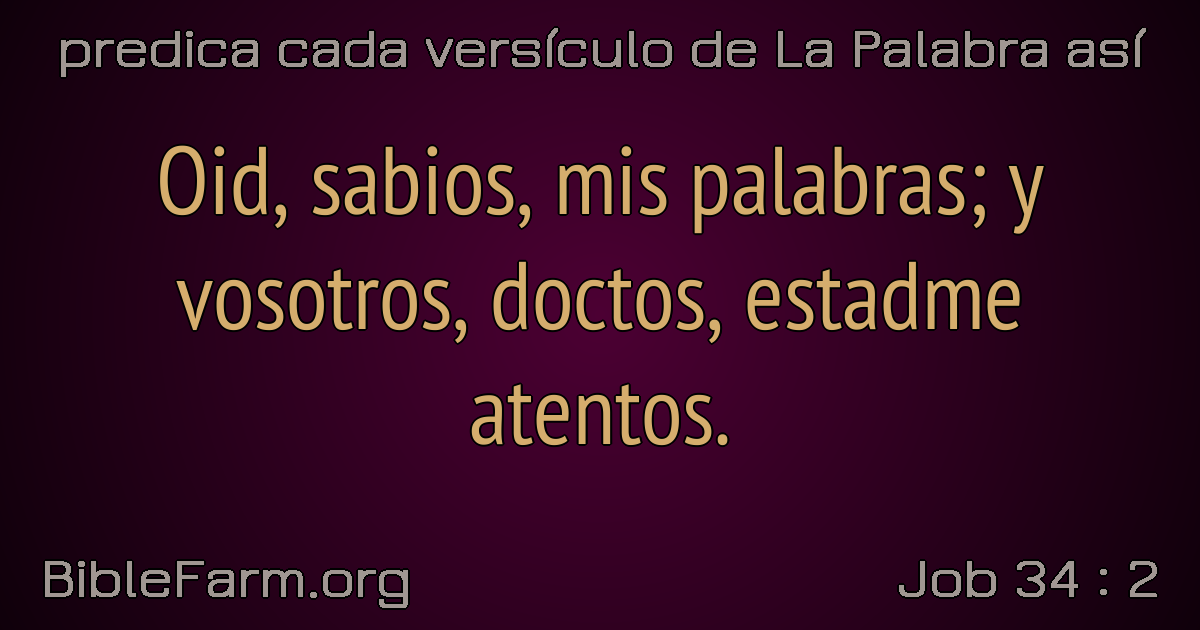 predica cada versículo de La Palabra así
Oid, sabios, mis palabras; y
vosotros, doctos, estadme
atentos.
BibleFarm.org
Job 34 : 2